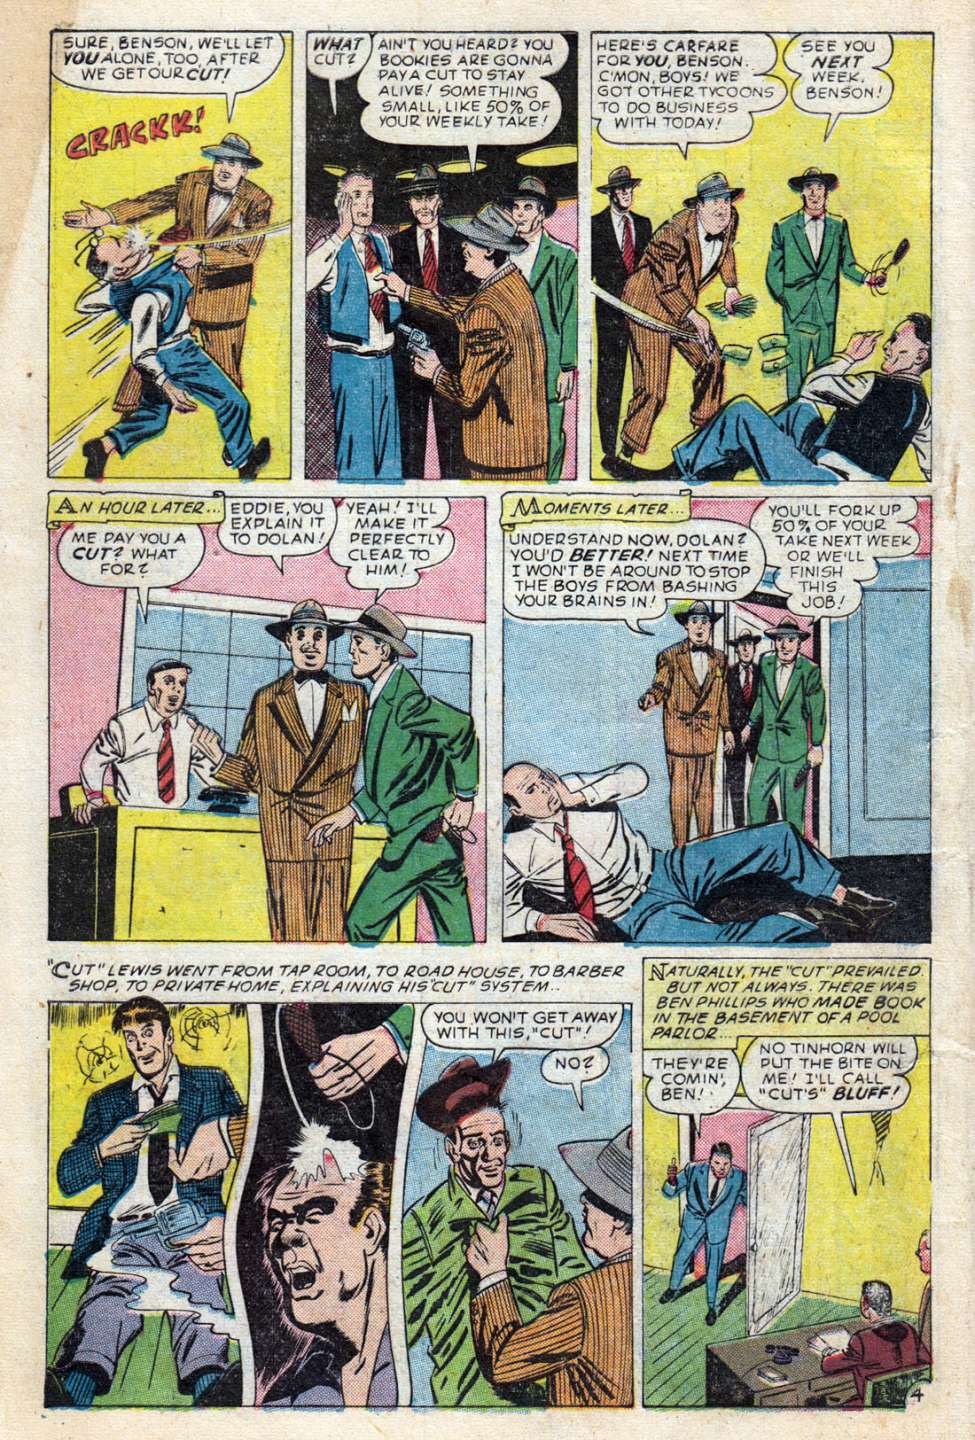 SURE, BENSON, WE'LL LET
YOU ALONE, TOO, AFTER
WE GET OUR CUT!
CRACKK!
WHAT
CUT?
AIN'T YOU HEARD? YOU
BOOKIES ARE GONNA
PAY A CUT TO STAY
ALIVE! SOMETHING
SMALL, LIKE 50% OF
YOUR WEEKLY TAKE!
HERE'S CARFARE
FOR YOU, BENSON.
C'MON, BOYS! WE
GOT OTHER TYCOONS
TO DO BUSINESS
WITH TODAY!
SEE YOU
NEXT
WEEK,
BENSON!
AN HOUR LATER...
ME PAY YOU A
CUT? WHAT
FOR?
EDDIE, YOU
EXPLAIN IT
TO DOLAN!
YEAH! I'LL
MAKE IT
PERFECTLY
CLEAR TO
HIM!
MOMENTS LATER...
UNDERSTAND NOW, DOLAN?
YOU'D BETTER! NEXT TIME
I WON'T BE AROUND TO STOP
THE BOYS FROM BASHING
YOUR BRAINS IN!
YOU'LL FORK UP
50% OF YOUR
TAKE NEXT WEEK
OR WE'LL
FINISH
THIS
JOB!
"CUT" LEWIS WENT FROM TAP ROOM, TO ROAD HOUSE, TO BARBER
SHOP, TO PRIVATE HOME, EXPLAINING HIS "CUT" SYSTEM...
YOU WON'T GET AWAY
WITH THIS, "CUT"!
NO?
NATURALLY, THE "CUT" PREVAILED.
BUT NOT ALWAYS. THERE WAS
BEN PHILLIPS WHO MADE BOOK
IN THE BASEMENT OF A POOL
PARLOR...
THEY'RE
COMIN',
BEN!
NO TINHORN WILL
PUT THE BITE ON
ME! I'LL CALL
"CUT'S" BLUFF!
4